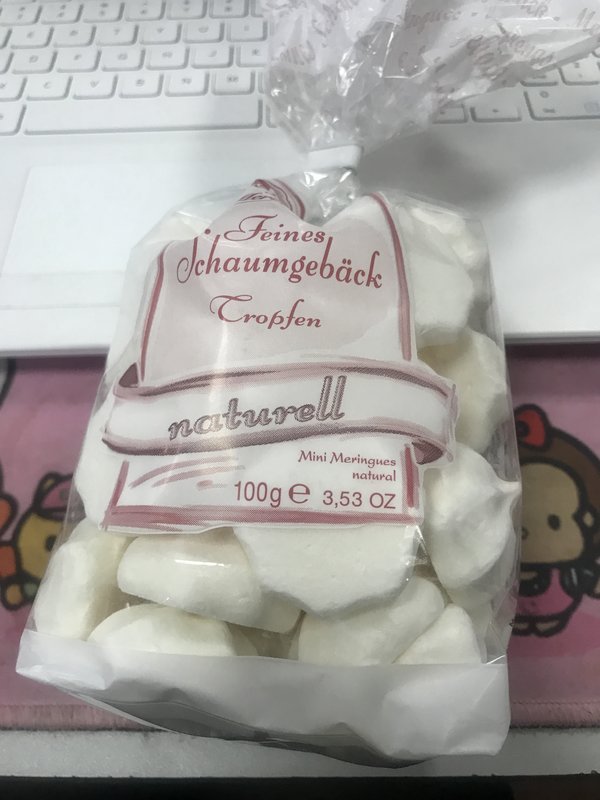 Feines
Schaumgebäck
Tropfen
naturell
Mini Meringues
natural
100g e 3,53 OZ